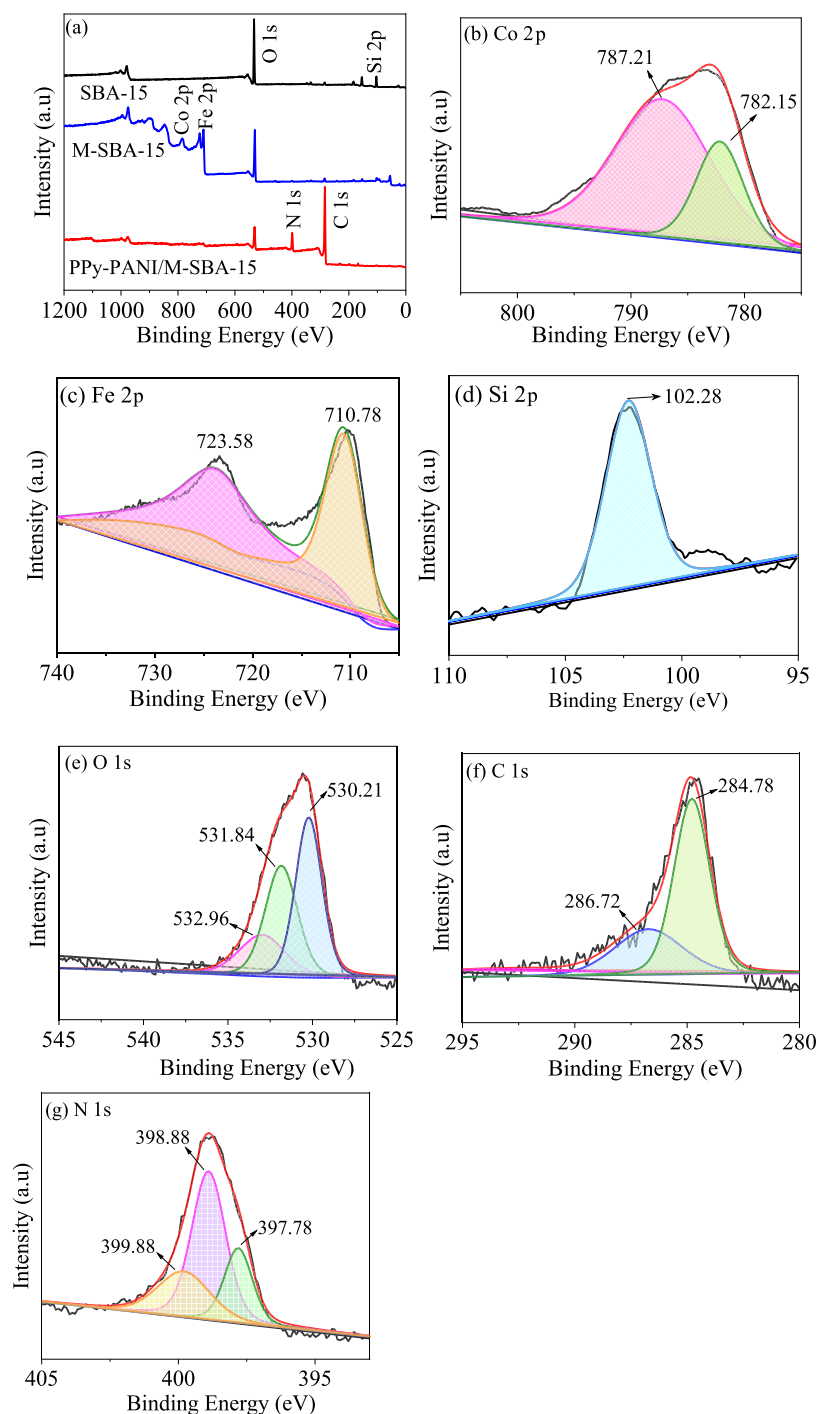 (a)
O 1s
Si 2p
SBA-15
Co 2p
Fe 2p
M-SBA-15
N 1s
C 1s
PPy-PANI/M-SBA-15
Intensity (a.u)
1200 1000 800 600 400 200 0
Binding Energy (eV)
(b) Co 2p
787.21
782.15
Intensity (a.u)
800 790 780
Binding Energy (eV)
(c) Fe 2p
710.78
723.58
Intensity (a.u)
740 730 720 710
Binding Energy (eV)
(d) Si 2p
102.28
Intensity (a.u)
110 105 100 95
Binding Energy (eV)
(e) O 1s
530.21
531.84
532.96
Intensity (a.u)
545 540 535 530 525
Binding Energy (eV)
(f) C 1s
284.78
286.72
Intensity (a.u)
295 290 285 280
Binding Energy (eV)
(g) N 1s
398.88
397.78
399.88
Intensity (a.u)
405 400 395
Binding Energy (eV)